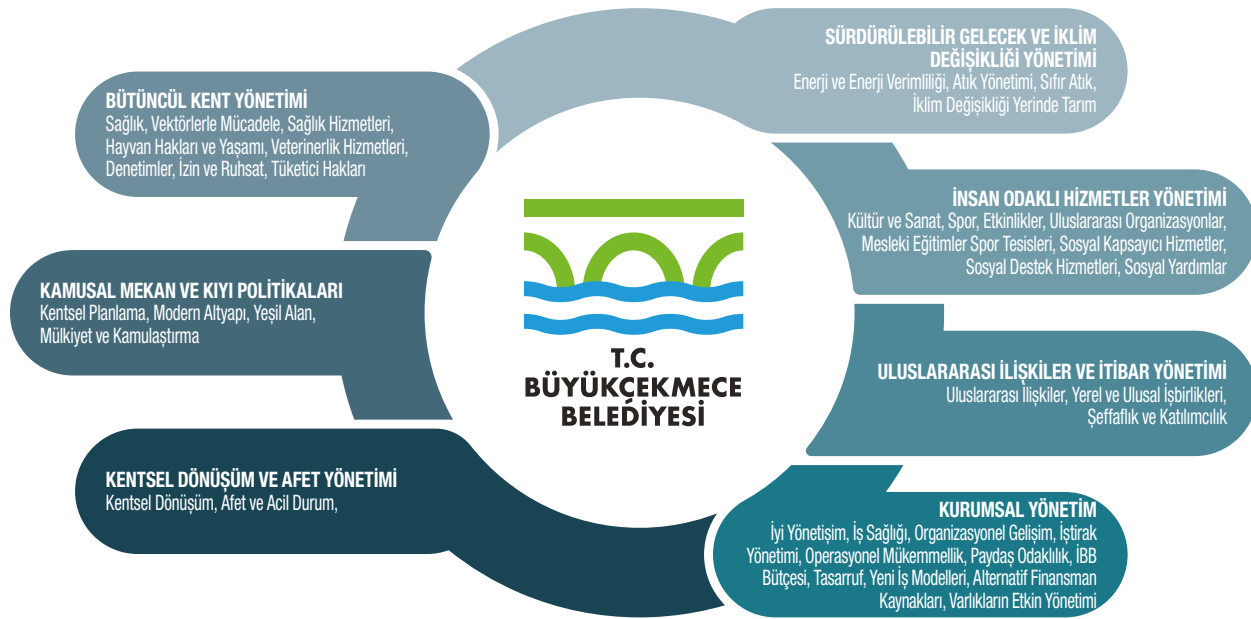 SÜRDÜRÜLEBİLİR GELECEK VE İKLİM
DEĞİŞİKLİĞİ YÖNETİMİ
Enerji ve Enerji Verimliliği, Atık Yönetimi, Sıfır Atık,
İklim Değişikliği Yerinde Tarım
BÜTÜNCÜL KENT YÖNETİMİ
Sağlık, Vektörlerle Mücadele, Sağlık Hizmetleri,
Hayvan Hakları ve Yaşamı, Veterinerlik Hizmetleri,
Denetimler, İzin ve Ruhsat, Tüketici Hakları
İNSAN ODAKLI HİZMETLER YÖNETİMİ
Kültür ve Sanat, Spor, Etkinlikler, Uluslararası Organizasyonlar,
Mesleki Eğitimler Spor Tesisleri, Sosyal Kapsayıcı Hizmetler,
Sosyal Destek Hizmetleri, Sosyal Yardımlar
KAMUSAL MEKAN VE KIYI POLİTİKALARI
Kentsel Planlama, Modern Altyapı, Yeşil Alan,
Mülkiyet ve Kamulaştırma
T.C.
BÜYÜKÇEKMECE
BELEDİYESİ
ULUSLARARASI İLİŞKİLER VE İTİBAR YÖNETİMİ
Uluslararası İlişkiler, Yerel ve Ulusal İşbirlikleri,
Şeffaflık ve Katılımcılık
KENTSEL DÖNÜŞÜM VE AFET YÖNETİMİ
Kentsel Dönüşüm, Afet ve Acil Durum,
KURUMSAL YÖNETİM
İyi Yönetişim, İş Sağlığı, Organizasyonel Gelişim, İştirak
Yönetimi, Operasyonel Mükemmellik, Paydaş Odaklılık, İBB
Bütçesi, Tasarruf, Yeni İş Modelleri, Alternatif Finansman
Kaynakları, Varlıkların Etkin Yönetimi